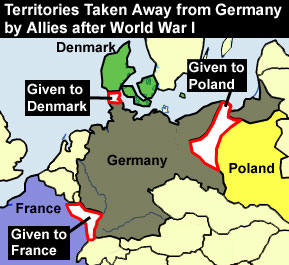 Territories Taken Away from Germany
by Allies after World War I
Denmark
Given to
Poland
Given to
Denmark
Germany
Poland
France
Given to
France